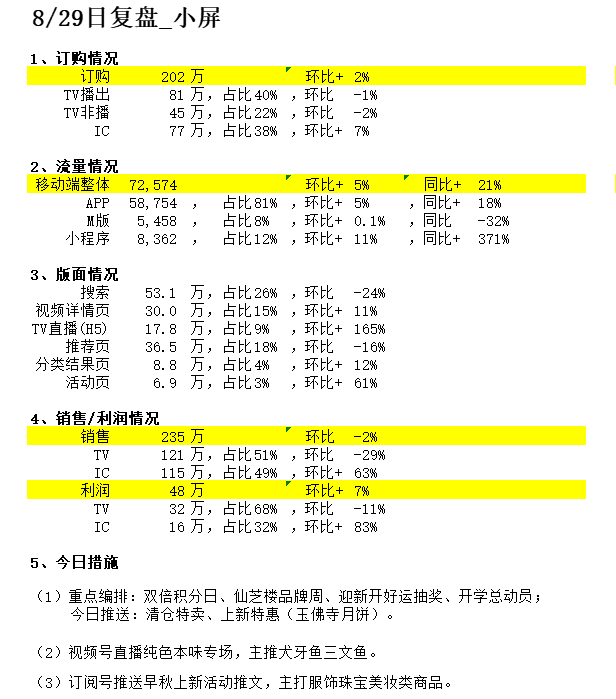 8/29日复盘_小屏
1、订购情况
订购 202 万 环比+ 2%
TV播出 81 万，占比40% ，环比 -1%
TV非播 45 万，占比22% ，环比 -2%
IC 77 万，占比38% ，环比+ 7%
2、流量情况
移动端整体 72,574 环比+ 5% 同比+ 21%
APP 58,754 ， 占比81% ，环比+ 5% ，同比+ 18%
M版 5,458 ， 占比8% ，环比+ 0.1% ，同比 -32%
小程序 8,362 ， 占比12% ，环比+ 11% ，同比+ 371%
3、版面情况
搜索 53.1 万，占比26% ，环比 -24%
视频详情页 30.0 万，占比15% ，环比+ 11%
TV直播(H5) 17.8 万，占比9% ，环比+ 165%
推荐页 36.5 万，占比18% ，环比 -16%
分类结果页 8.8 万，占比4% ，环比+ 12%
活动页 6.9 万，占比3% ，环比+ 61%
4、销售/利润情况
销售 235 万 环比 -2%
TV 121 万，占比51% ，环比 -29%
IC 115 万，占比49% ，环比+ 63%
利润 48 万 环比+ 7%
TV 32 万，占比68% ，环比 -11%
IC 16 万，占比32% ，环比+ 83%
5、今日措施
（1）重点编排：双倍积分日、仙芝楼品牌周、迎新开好运抽奖、开学总动员；
今日推送：清仓特卖、上新特惠（玉佛寺月饼）。
（2）视频号直播纯色本味专场，主推犬牙鱼三文鱼。
（3）订阅号推送早秋上新活动推文，主打服饰珠宝美妆类商品。